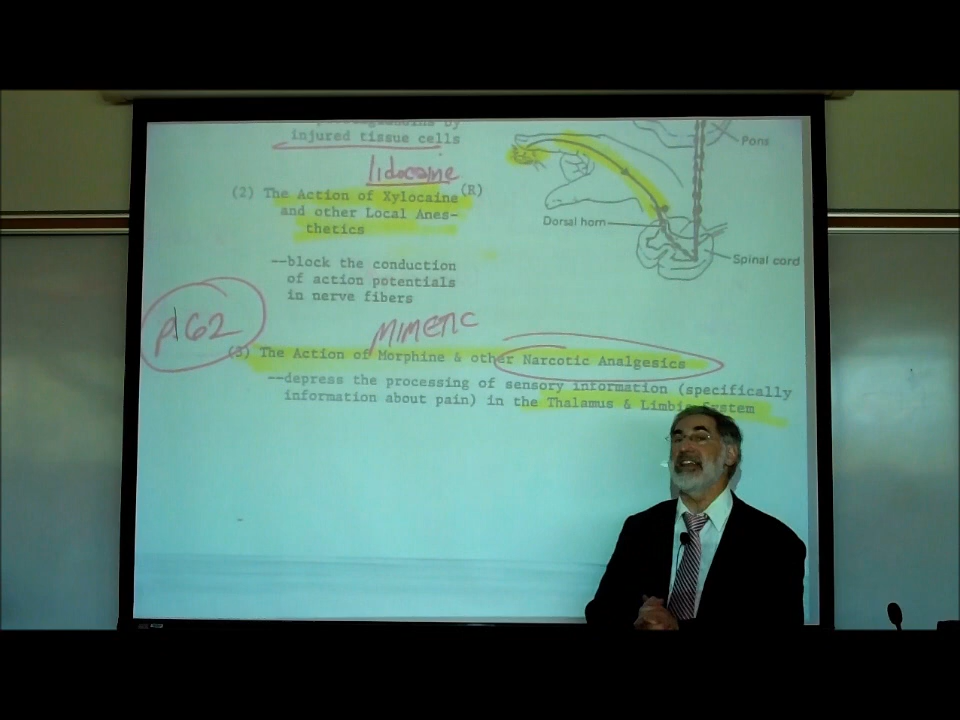 injured tissue cells
lidocaine
(2) The Action of Xylocaine (R)
and other Local Anes-
thetics
--block the conduction
of action potentials
in nerve fibers
p162
MIMETIC
(3) The Action of Morphine & other Narcotic Analgesics
--depress the processing of sensory information (specifically
information about pain) in the Thalamus & Limbic System
Pons
Dorsal horn
Spinal cord